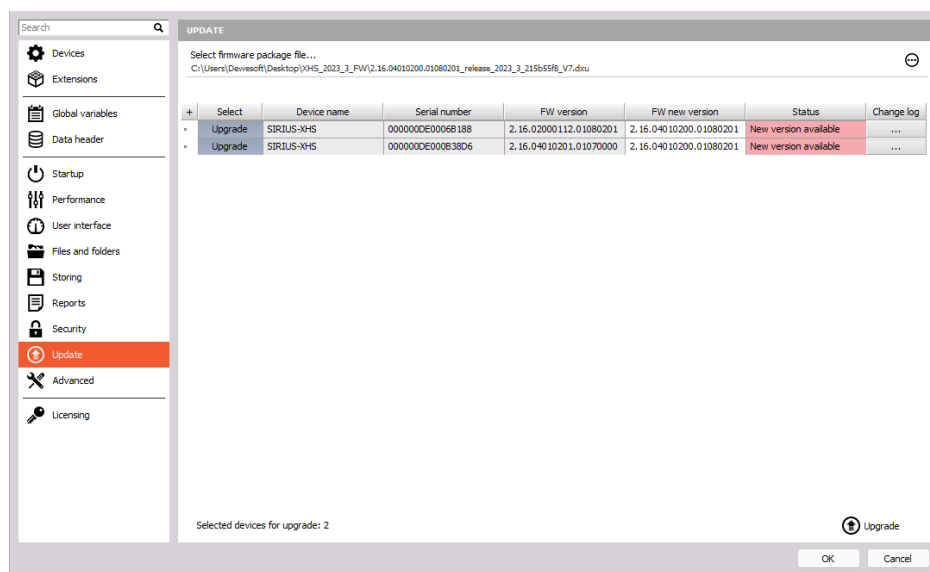 Search
Devices
Extensions
Global variables
Data header
Startup
Performance
User interface
Files and folders
Storing
Reports
Security
Update
Advanced
Licensing
UPDATE
Select firmware package file...
C:\Users\Dewesoft\Desktop\XHS_2023_3_FW\2.16.04010200.01080201_release_2023_3_215b55f8_V7.dxu
+ Select Device name Serial number FW version FW new version Status Change log
Upgrade SIRIUS-XHS 000000DE0006B188 2.16.02000112.01080201 2.16.04010200.01080201 New version available ...
Upgrade SIRIUS-XHS 000000DE000B38D6 2.16.04010201.01070000 2.16.04010200.01080201 New version available ...
Selected devices for upgrade: 2
Upgrade
OK Cancel